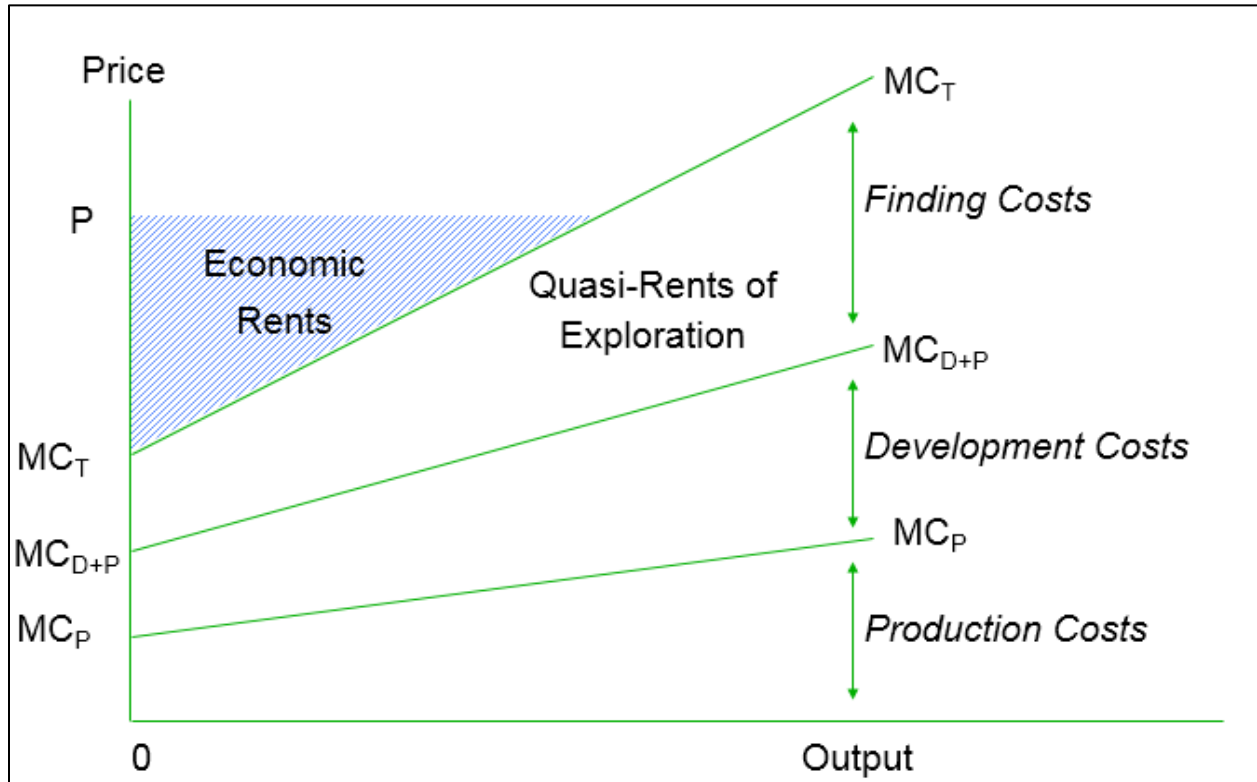 Price
MC_T
P
Finding Costs
Economic
Rents
Quasi-Rents of
Exploration
MC_D+P
MC_T
Development Costs
MC_D+P
MC_P
MC_P
Production Costs
0
Output